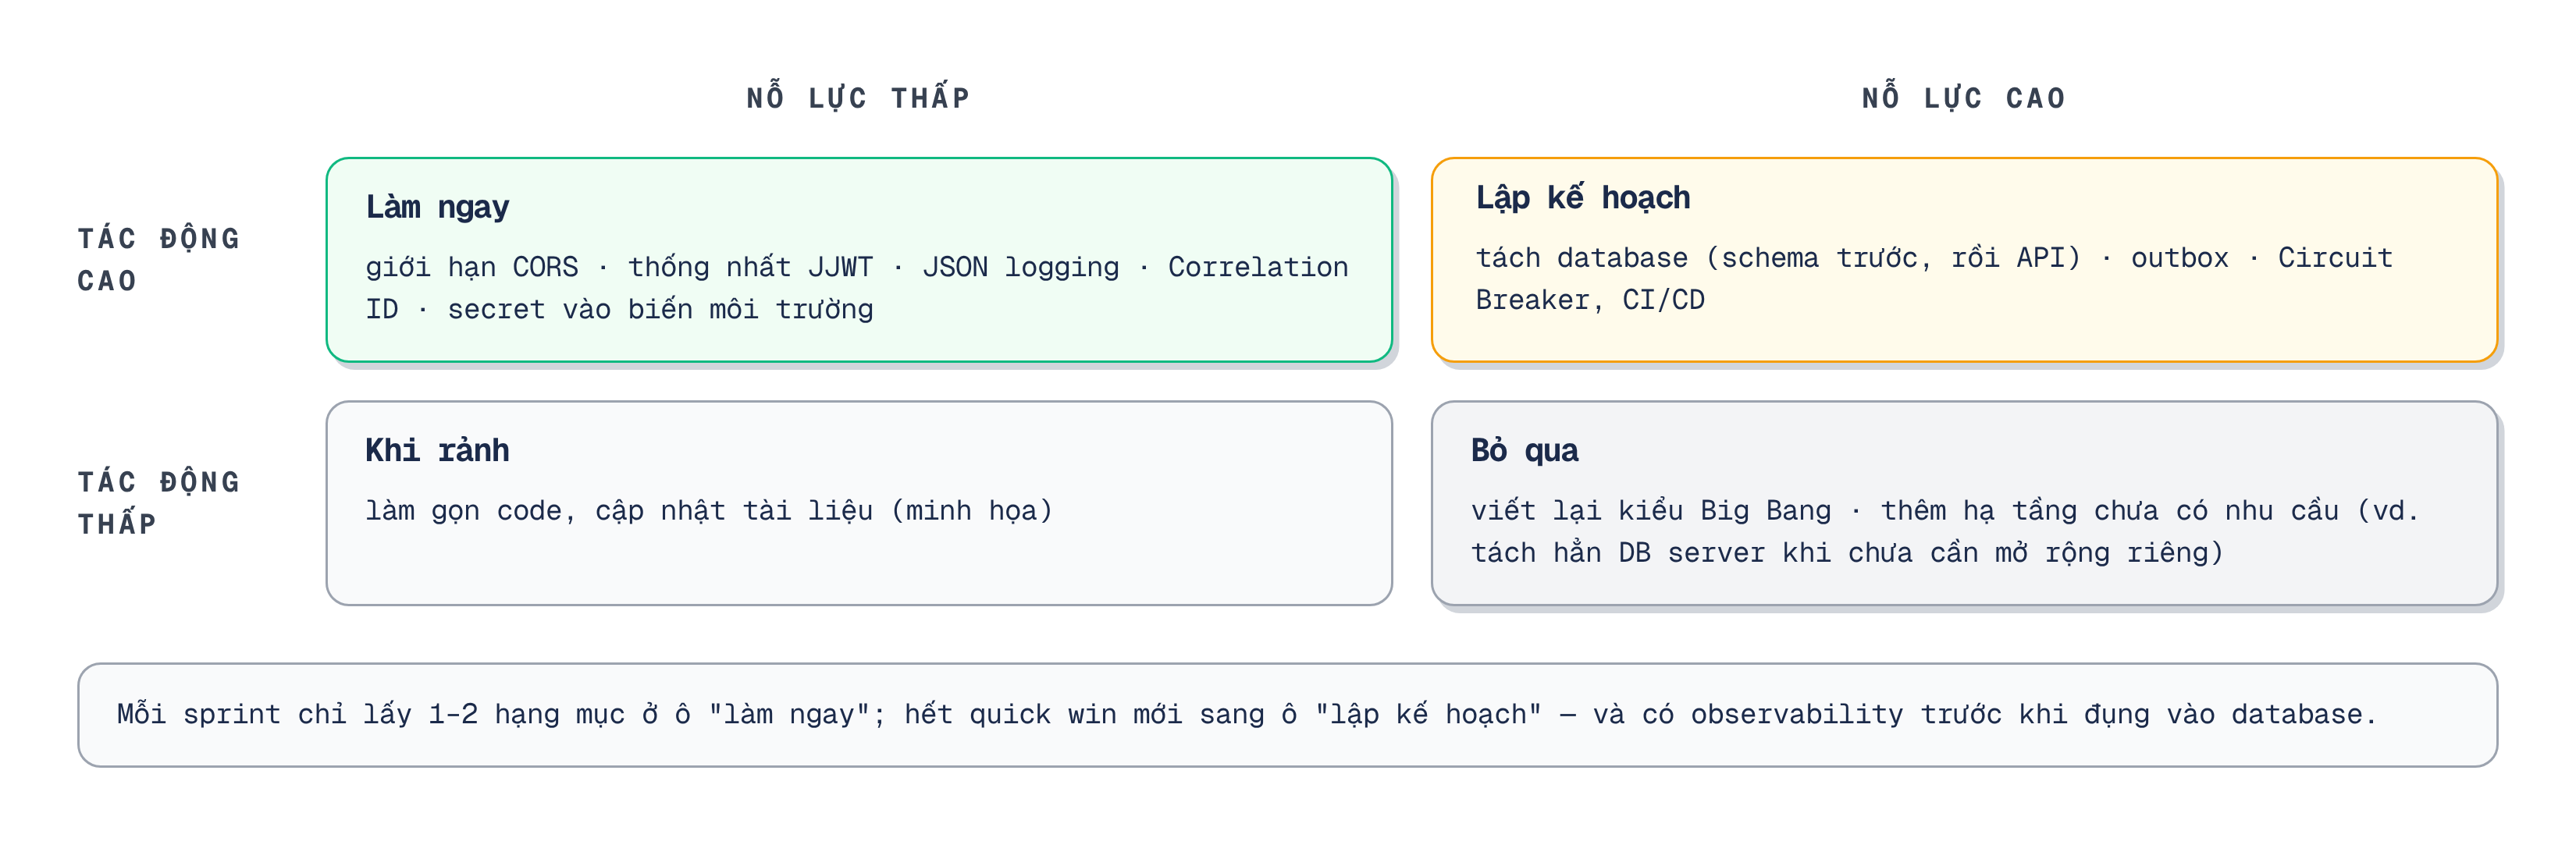 NỖ LỰC THẤP
NỖ LỰC CAO
TÁC ĐỘNG
CAO
Làm ngay
giới hạn CORS · thống nhất JJWT · JSON logging · Correlation
ID · secret vào biến môi trường
Lập kế hoạch
tách database (schema trước, rồi API) · outbox · Circuit
Breaker, CI/CD
TÁC ĐỘNG
THẤP
Khi rảnh
làm gọn code, cập nhật tài liệu (minh họa)
Bỏ qua
viết lại kiểu Big Bang · thêm hạ tầng chưa có nhu cầu (vd.
tách hẳn DB server khi chưa cần mở rộng riêng)
Mỗi sprint chỉ lấy 1–2 hạng mục ở ô "làm ngay"; hết quick win mới sang ô "lập kế hoạch" — và có observability trước khi đụng vào database.